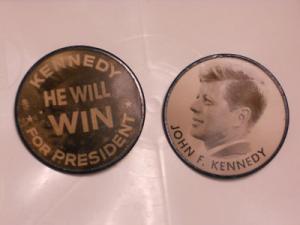 KENNEDY
HE WILL
WIN
FOR PRESIDENT
JOHN F. KENNEDY